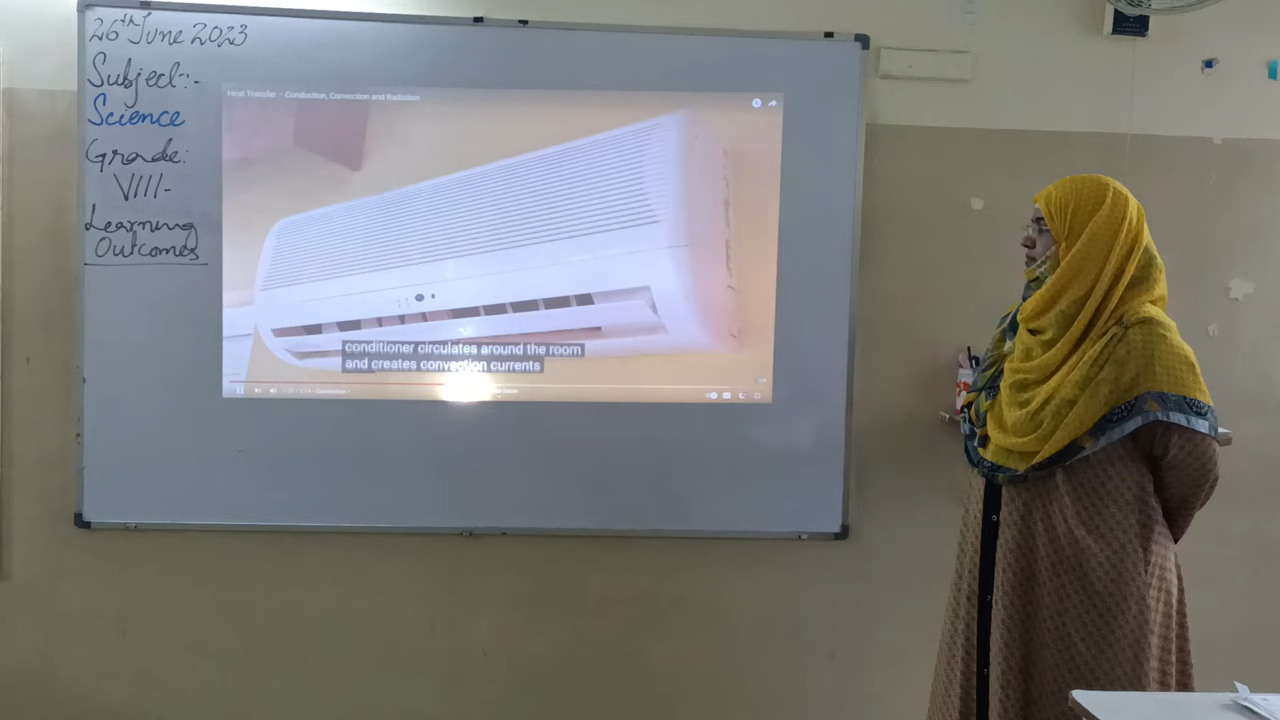 26th June 2023
Subject:-
Science
Grade:
VIII-
Learning
Outcomes
Heat Transfer – Conduction, Convection and Radiation
conditioner circulates around the room
and creates convection currents